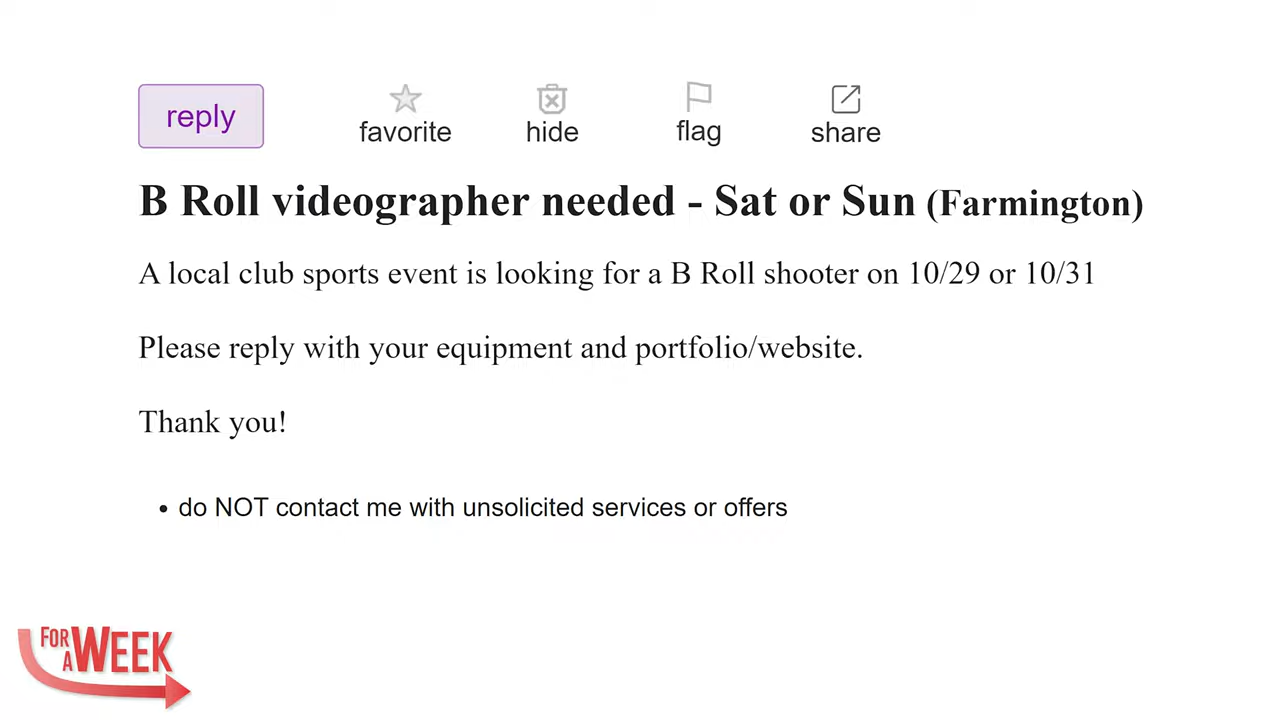 reply
favorite
hide
flag
share
B Roll videographer needed - Sat or Sun (Farmington)
A local club sports event is looking for a B Roll shooter on 10/29 or 10/31
Please reply with your equipment and portfolio/website.
Thank you!
• do NOT contact me with unsolicited services or offers
FOR A WEEK